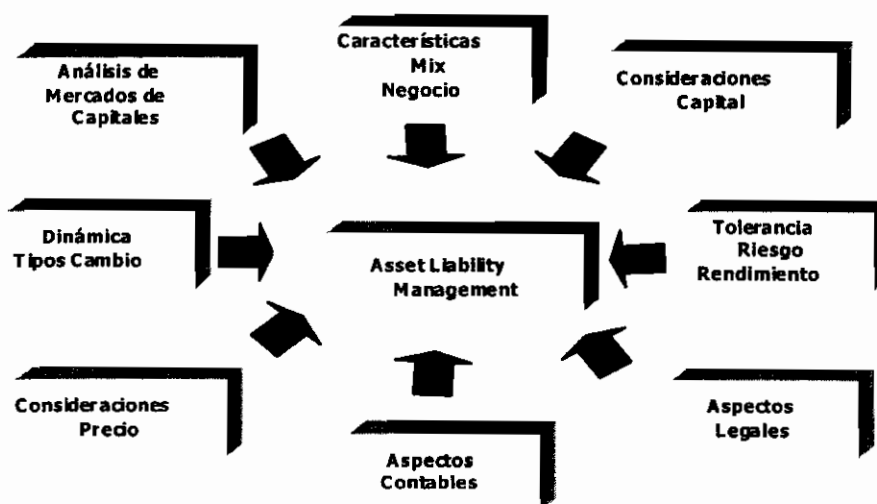 Análisis de
Mercados de
Capitales
Características
Mix
Negocio
Consideraciones
Capital
Dinámica
Tipos Cambio
Asset Liability
Management
Tolerancia
Riesgo
Rendimiento
Consideraciones
Precio
Aspectos
Contables
Aspectos
Legales